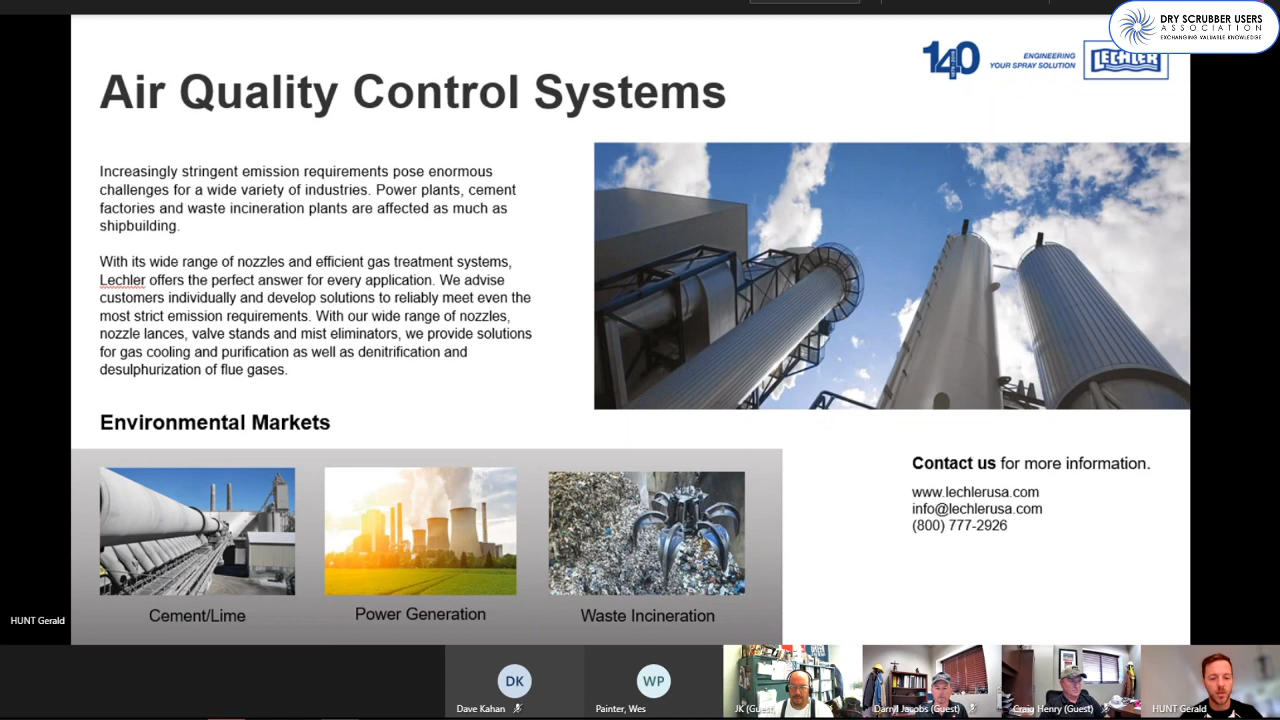 DRY SCRUBBER USERS
ASSOCIATION
EXCHANGING VALUABLE KNOWLEDGE
140
ENGINEERING
YOUR SPRAY SOLUTION
LECHLER
Air Quality Control Systems
Increasingly stringent emission requirements pose enormous
challenges for a wide variety of industries. Power plants, cement
factories and waste incineration plants are affected as much as
shipbuilding.
With its wide range of nozzles and efficient gas treatment systems,
Lechler offers the perfect answer for every application. We advise
customers individually and develop solutions to reliably meet even the
most strict emission requirements. With our wide range of nozzles,
nozzle lances, valve stands and mist eliminators, we provide solutions
for gas cooling and purification as well as denitrification and
desulphurization of flue gases.
Environmental Markets
Cement/Lime
Power Generation
Waste Incineration
Contact us for more information.
www.lechlerusa.com
info@lechlerusa.com
(800) 777-2926
HUNT Gerald
DK
Dave Kahan
WP
Painter, Wes
JK (Guest)
Darryl Jacobs (Guest)
Craig Henry (Guest)
HUNT Gerald